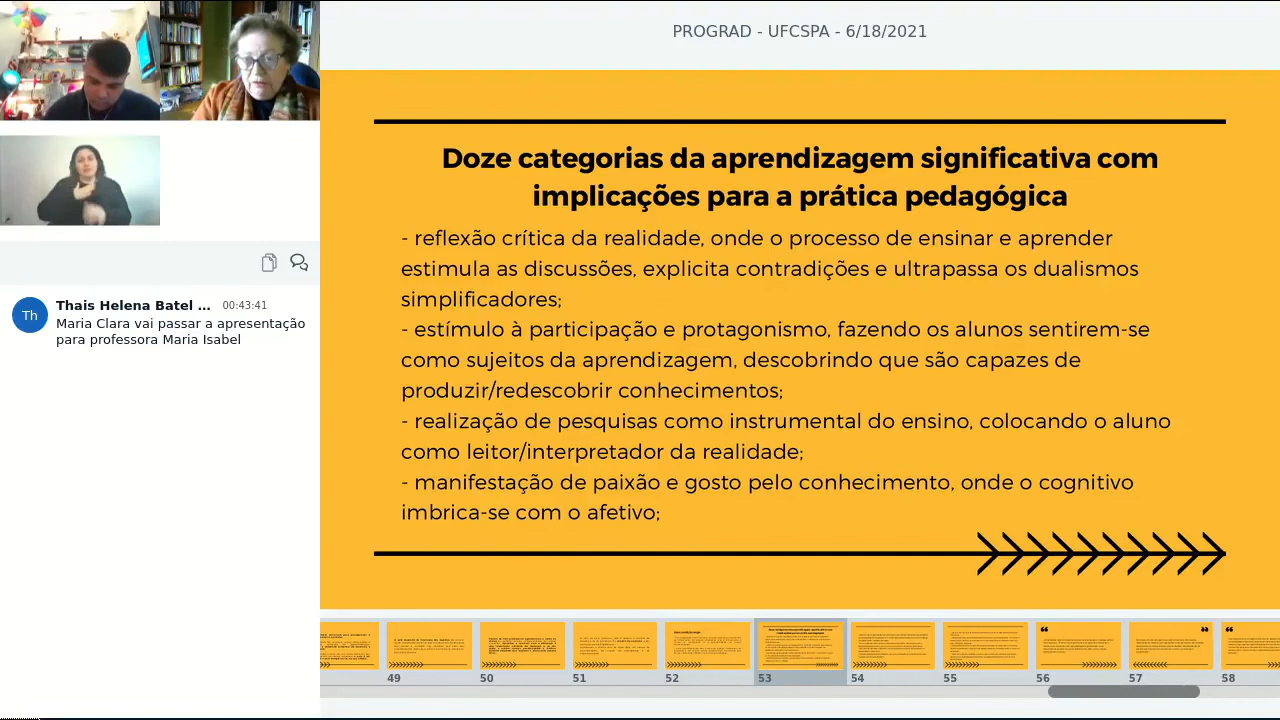 PROGRAD - UFCSPA - 6/18/2021
Doze categorias da aprendizagem significativa com
implicações para a prática pedagógica
- reflexão crítica da realidade, onde o processo de ensinar e aprender
estimula as discussões, explicita contradições e ultrapassa os dualismos
simplificadores;
- estímulo à participação e protagonismo, fazendo os alunos sentirem-se
como sujeitos da aprendizagem, descobrindo que são capazes de
produzir/redescobrir conhecimentos;
- realização de pesquisas como instrumental do ensino, colocando o aluno
como leitor/interpretador da realidade;
- manifestação de paixão e gosto pelo conhecimento, onde o cognitivo
imbrica-se com o afetivo;
Th
Thais Helena Batel ... 00:43:41
Maria Clara vai passar a apresentação
para professora Maria Isabel
49 50 51 52 53 54 55 56 57 58